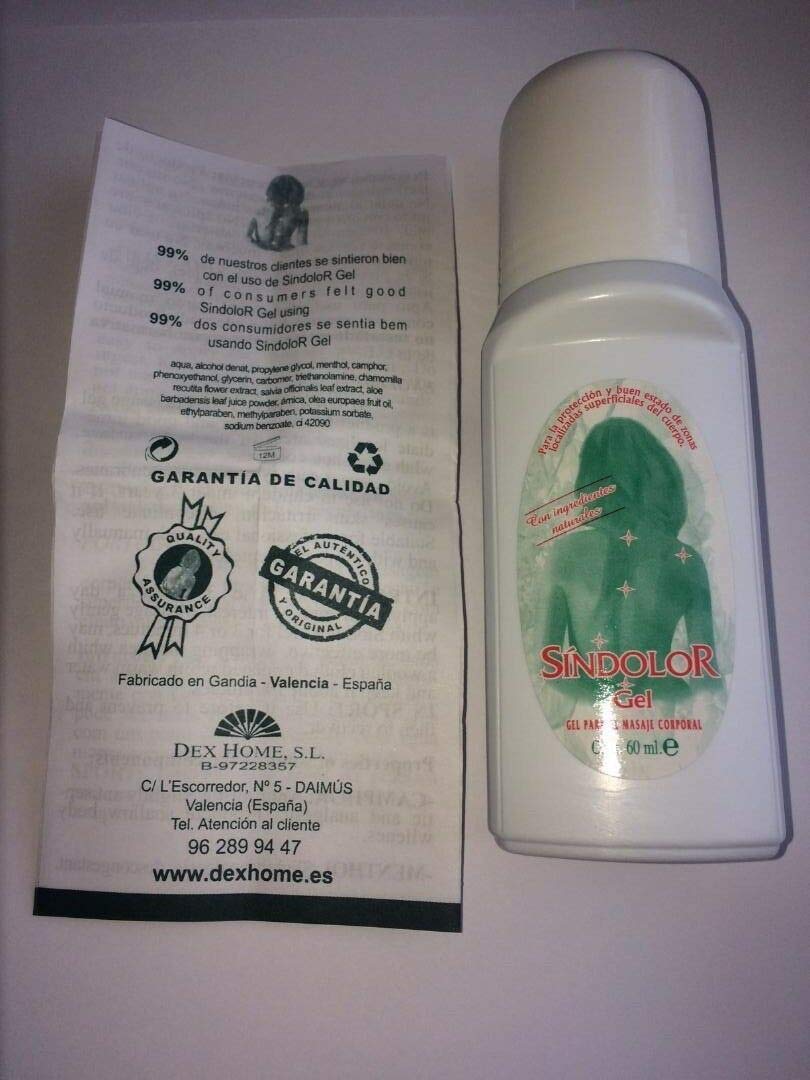 99% de nuestros clientes se sintieron bien
con el uso de SindoloR Gel
99% of consumers felt good
SindoloR Gel using
99% dos consumidores se sentia bem
usando SindoloR Gel
aqua, alcohol denat, propylene glycol, menthol, camphor,
phenoxyethanol, glycerin, carbomer, triethanolamine, chamomilla
recutita flower extract, salvia officinalis leaf extract, aloe
barbadensis leaf juice powder, árnica, olea europaea fruit oil,
ethylparaben, methylparaben, potassium sorbate,
sodium benzoate, ci 42090
12M
GARANTÍA DE CALIDAD
QUALITY
ASSURANCE
EL AUTÉNTICO
GARANTÍA
Y ORIGINAL
Fabricado en Gandia - Valencia - España
DEX HOME, S.L.
B-97228357
C/ L'Escorredor, Nº 5 - DAIMÚS
Valencia (España)
Tel. Atención al cliente
96 289 94 47
www.dexhome.es
Para la protección y buen estado de zonas
localizadas superficiales del cuerpo.
Con ingredientes
naturales
SÍNDOLOR
Gel
GEL PARA MASAJE CORPORAL
60 ml. e